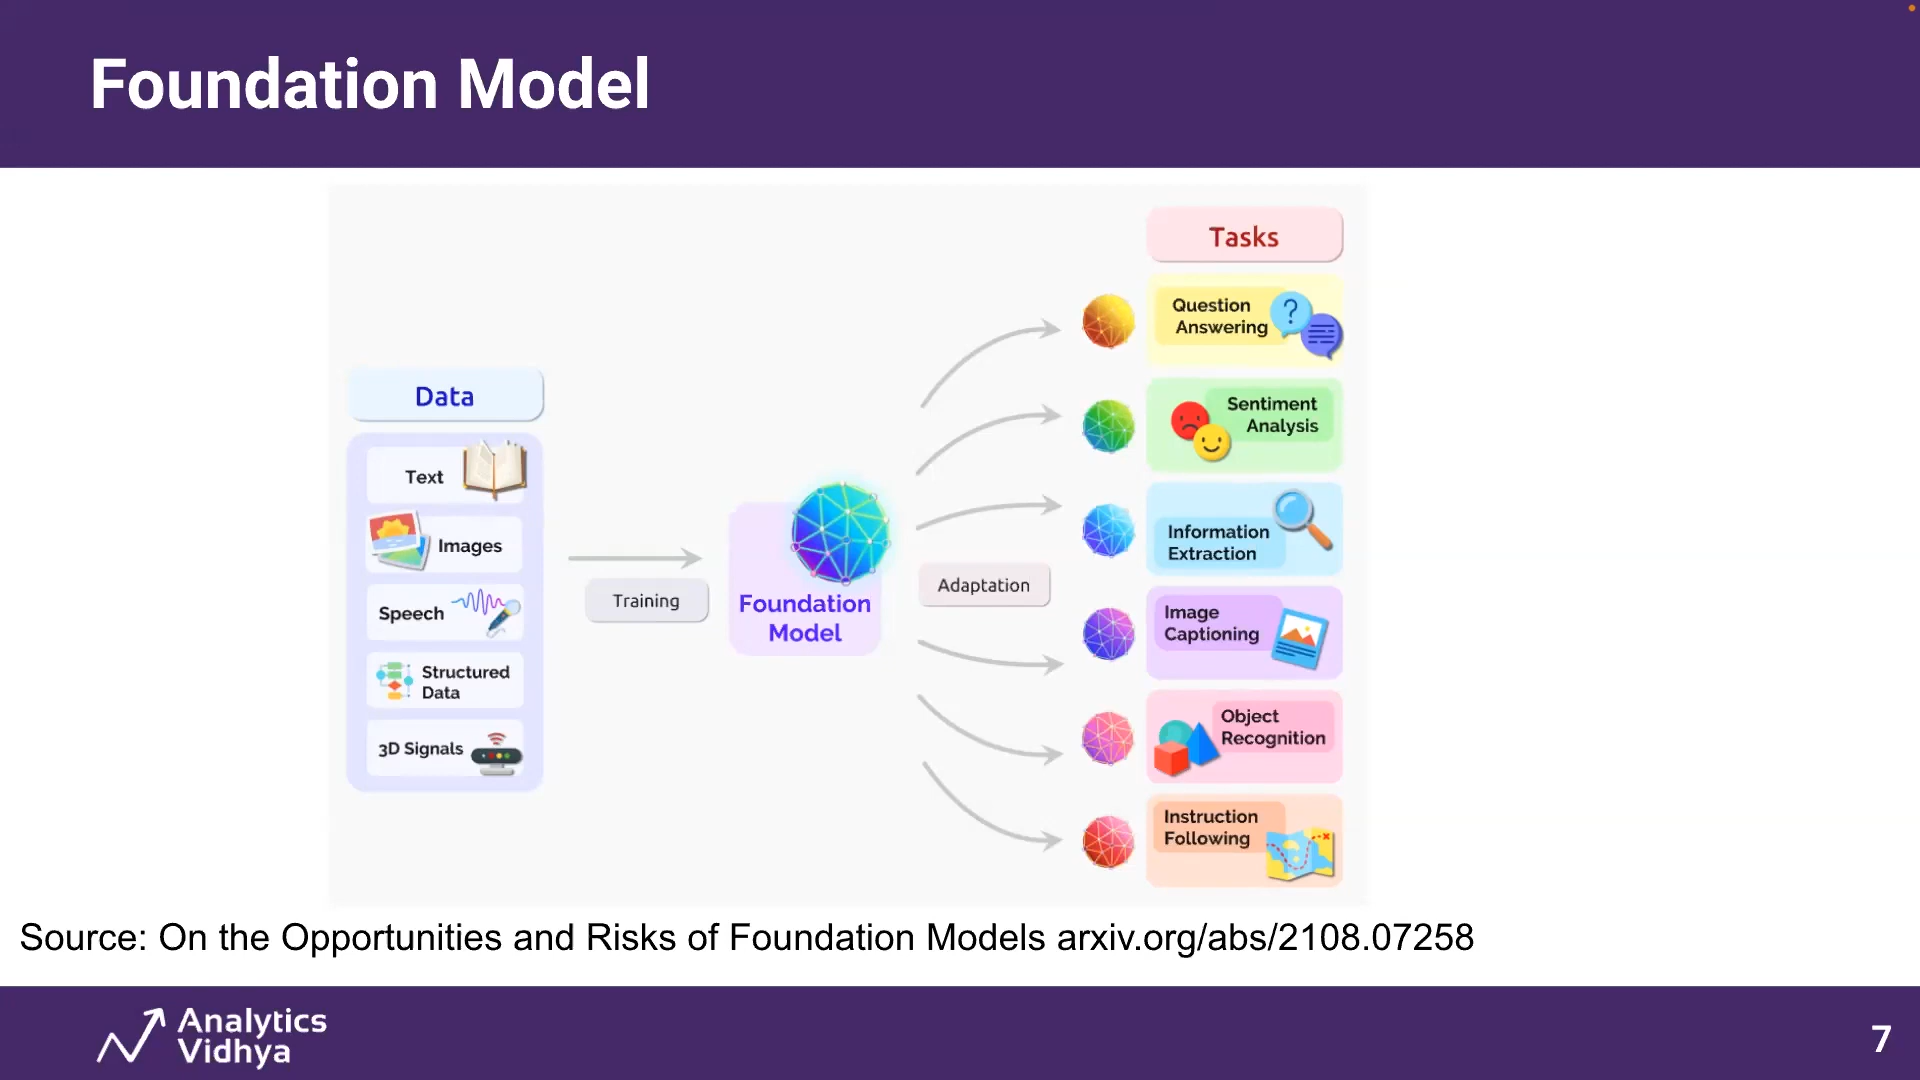 Foundation Model
Data
Text
Images
Speech
Structured
Data
3D Signals
Training
Foundation
Model
Adaptation
Tasks
Question
Answering
?
Sentiment
Analysis
Information
Extraction
Image
Captioning
Object
Recognition
Instruction
Following
Source: On the Opportunities and Risks of Foundation Models arxiv.org/abs/2108.07258
Analytics
Vidhya
7